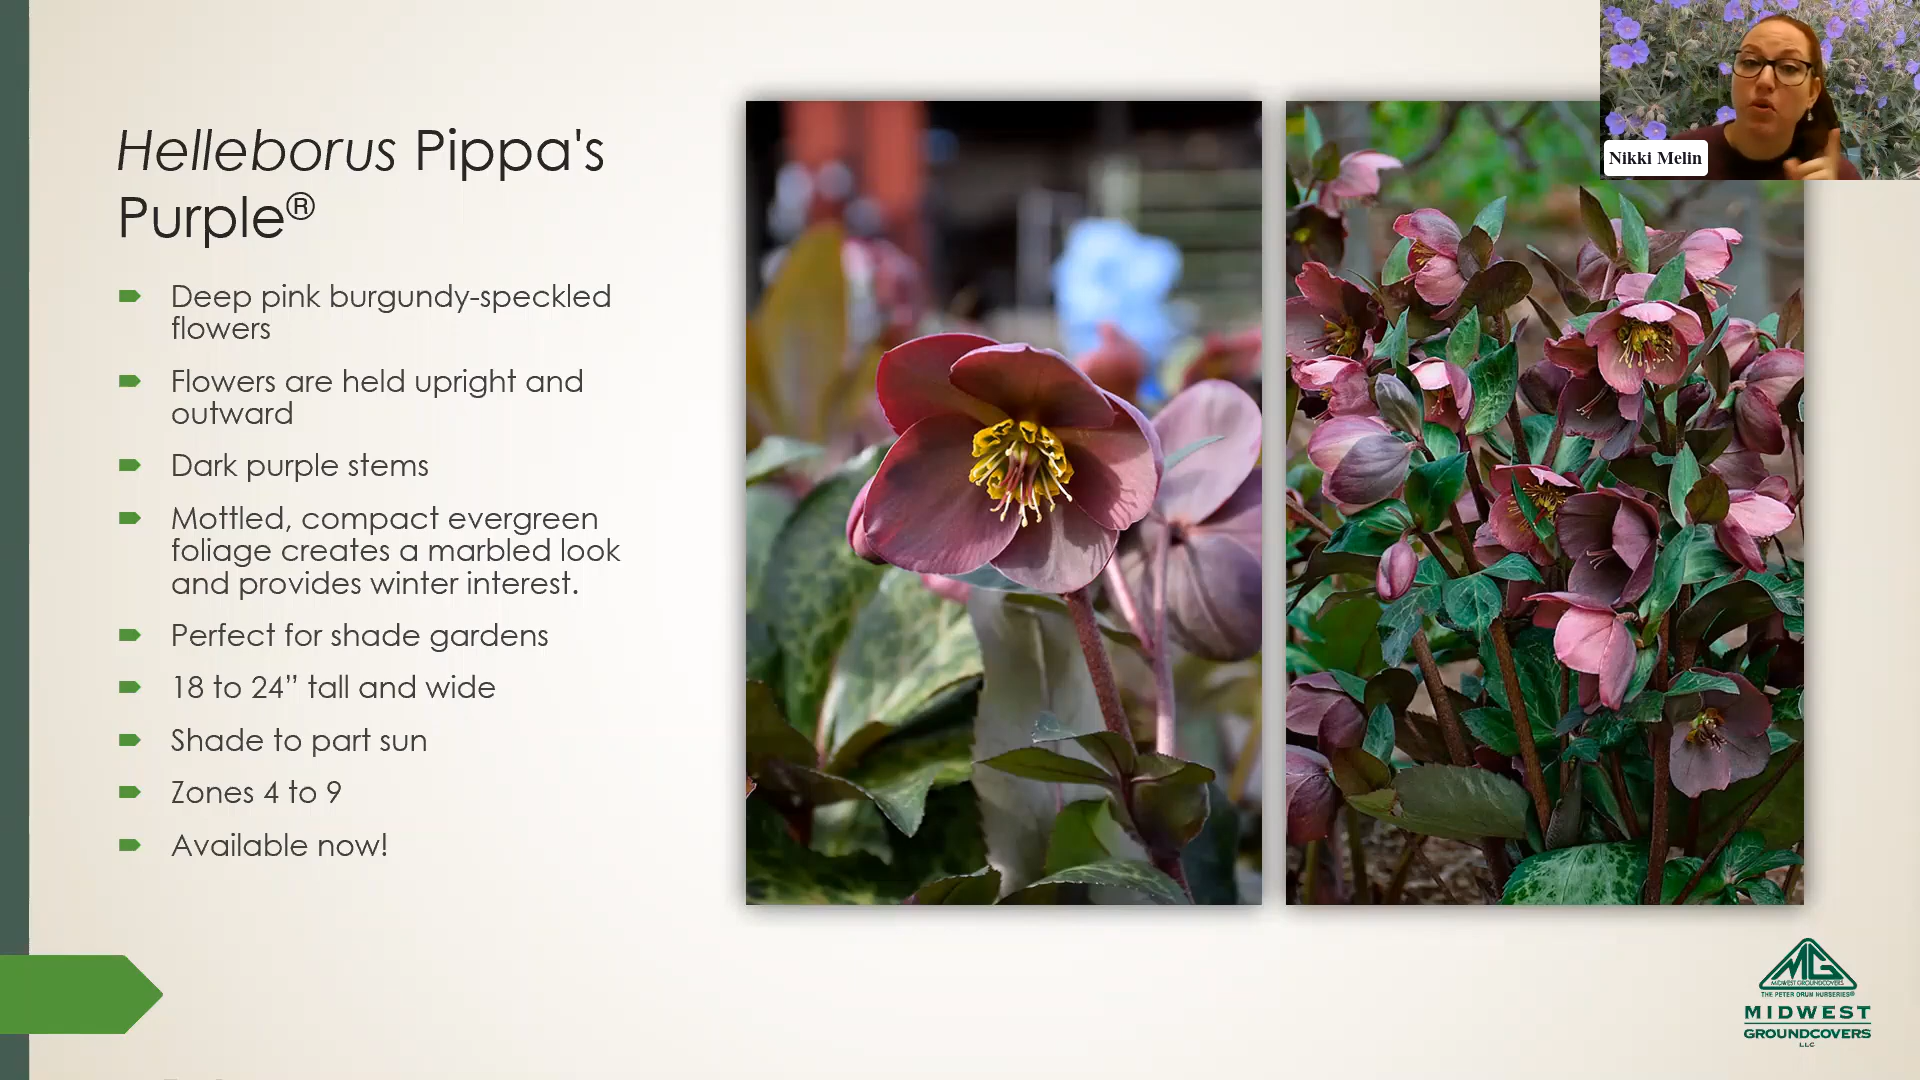 Helleborus Pippa's
Purple®
Deep pink burgundy-speckled
flowers
Flowers are held upright and
outward
Dark purple stems
Mottled, compact evergreen
foliage creates a marbled look
and provides winter interest.
Perfect for shade gardens
18 to 24” tall and wide
Shade to part sun
Zones 4 to 9
Available now!
Nikki Melin
MG
MIDWEST GROUNDCOVERS
THE PETER ORUM NURSERIES®
MIDWEST
GROUNDCOVERS
LLC